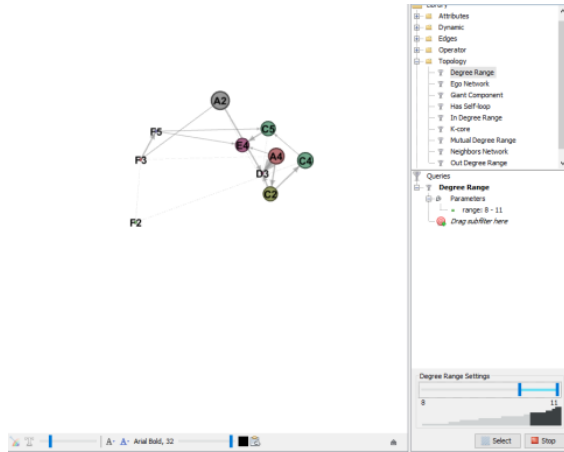 Library
Attributes
Dynamic
Edges
Operator
Topology
Degree Range
Ego Network
Giant Component
Has Self-loop
In Degree Range
K-core
Mutual Degree Range
Neighbors Network
Out Degree Range
A2
F5
C5
E4
A4
F3
C4
D3
C2
F2
Queries
Degree Range
Parameters
range: 8 - 11
Drag subfilter here
Degree Range Settings
8 11
Select Stop
A- A- Arial Bold, 32